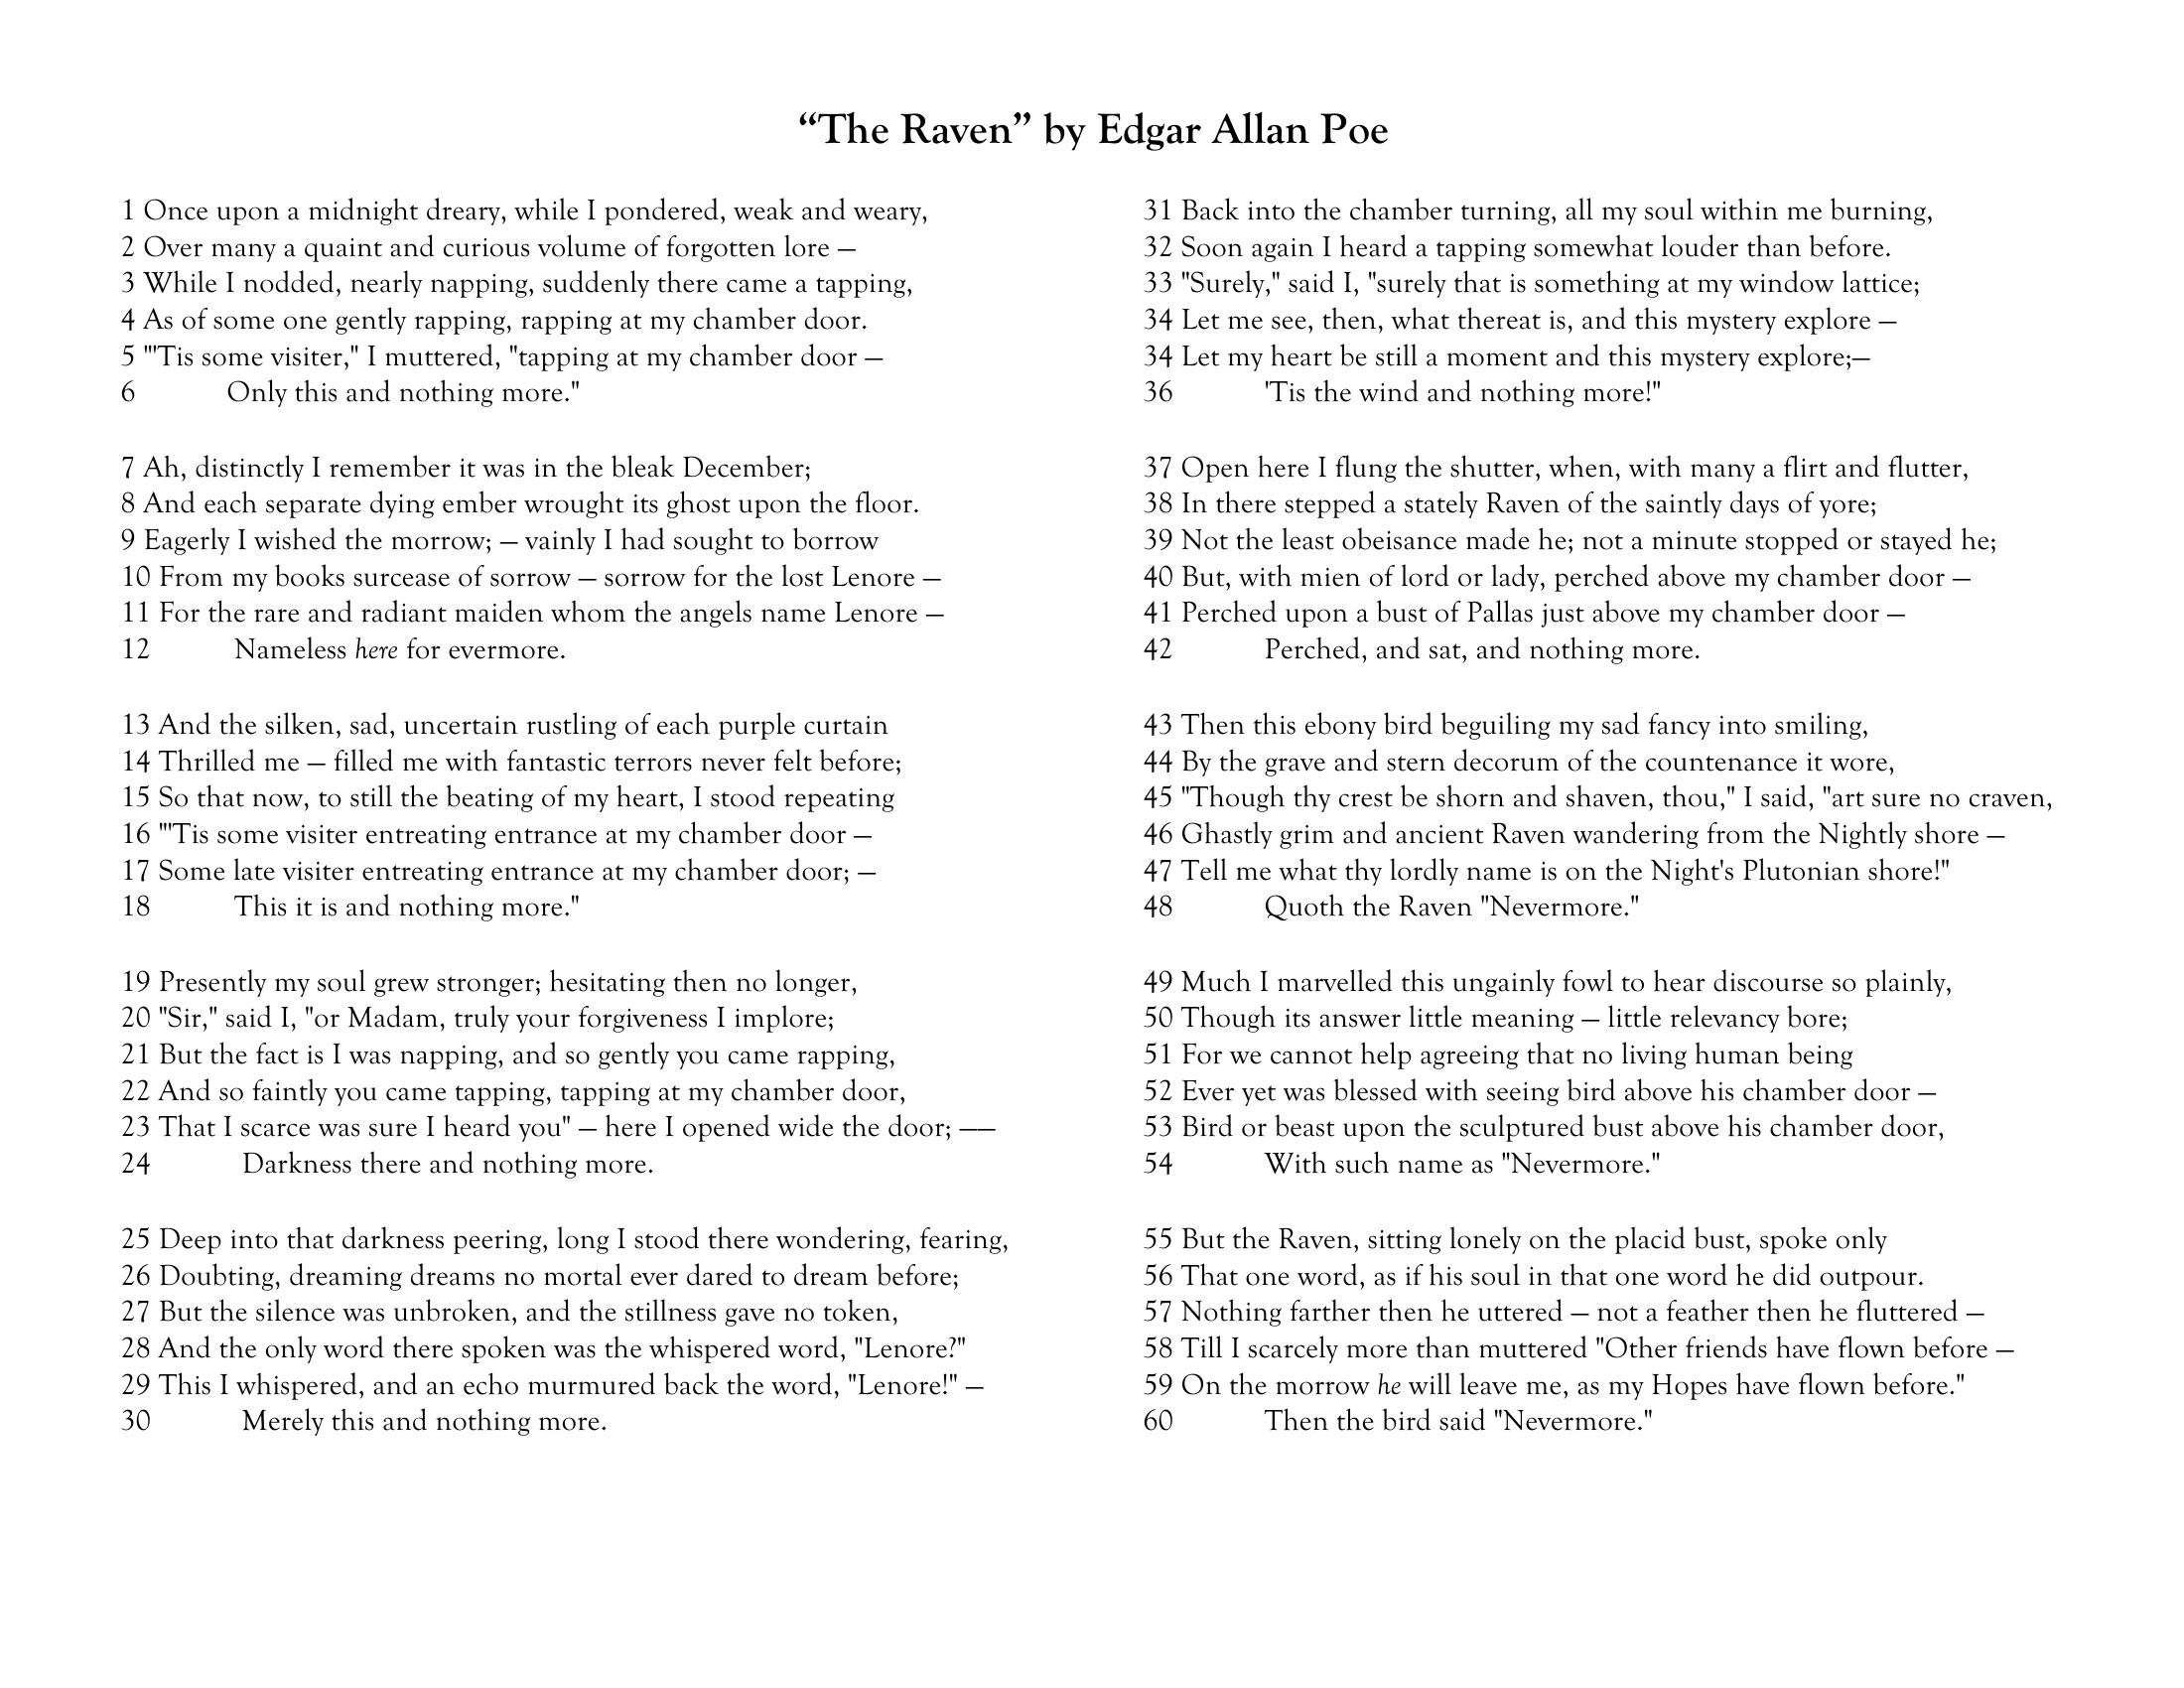 “The Raven” by Edgar Allan Poe
1 Once upon a midnight dreary, while I pondered, weak and weary,
2 Over many a quaint and curious volume of forgotten lore —
3 While I nodded, nearly napping, suddenly there came a tapping,
4 As of some one gently rapping, rapping at my chamber door.
5 "'Tis some visiter," I muttered, "tapping at my chamber door —
6 Only this and nothing more."
7 Ah, distinctly I remember it was in the bleak December;
8 And each separate dying ember wrought its ghost upon the floor.
9 Eagerly I wished the morrow; — vainly I had sought to borrow
10 From my books surcease of sorrow — sorrow for the lost Lenore —
11 For the rare and radiant maiden whom the angels name Lenore —
12 Nameless here for evermore.
13 And the silken, sad, uncertain rustling of each purple curtain
14 Thrilled me — filled me with fantastic terrors never felt before;
15 So that now, to still the beating of my heart, I stood repeating
16 "'Tis some visiter entreating entrance at my chamber door —
17 Some late visiter entreating entrance at my chamber door; —
18 This it is and nothing more."
19 Presently my soul grew stronger; hesitating then no longer,
20 "Sir," said I, "or Madam, truly your forgiveness I implore;
21 But the fact is I was napping, and so gently you came rapping,
22 And so faintly you came tapping, tapping at my chamber door,
23 That I scarce was sure I heard you" — here I opened wide the door; ——
24 Darkness there and nothing more.
25 Deep into that darkness peering, long I stood there wondering, fearing,
26 Doubting, dreaming dreams no mortal ever dared to dream before;
27 But the silence was unbroken, and the stillness gave no token,
28 And the only word there spoken was the whispered word, "Lenore?"
29 This I whispered, and an echo murmured back the word, "Lenore!" —
30 Merely this and nothing more.
31 Back into the chamber turning, all my soul within me burning,
32 Soon again I heard a tapping somewhat louder than before.
33 "Surely," said I, "surely that is something at my window lattice;
34 Let me see, then, what thereat is, and this mystery explore —
34 Let my heart be still a moment and this mystery explore;—
36 'Tis the wind and nothing more!"
37 Open here I flung the shutter, when, with many a flirt and flutter,
38 In there stepped a stately Raven of the saintly days of yore;
39 Not the least obeisance made he; not a minute stopped or stayed he;
40 But, with mien of lord or lady, perched above my chamber door —
41 Perched upon a bust of Pallas just above my chamber door —
42 Perched, and sat, and nothing more.
43 Then this ebony bird beguiling my sad fancy into smiling,
44 By the grave and stern decorum of the countenance it wore,
45 "Though thy crest be shorn and shaven, thou," I said, "art sure no craven,
46 Ghastly grim and ancient Raven wandering from the Nightly shore —
47 Tell me what thy lordly name is on the Night's Plutonian shore!"
48 Quoth the Raven "Nevermore."
49 Much I marvelled this ungainly fowl to hear discourse so plainly,
50 Though its answer little meaning — little relevancy bore;
51 For we cannot help agreeing that no living human being
52 Ever yet was blessed with seeing bird above his chamber door —
53 Bird or beast upon the sculptured bust above his chamber door,
54 With such name as "Nevermore."
55 But the Raven, sitting lonely on the placid bust, spoke only
56 That one word, as if his soul in that one word he did outpour.
57 Nothing farther then he uttered — not a feather then he fluttered —
58 Till I scarcely more than muttered "Other friends have flown before —
59 On the morrow he will leave me, as my Hopes have flown before."
60 Then the bird said "Nevermore."